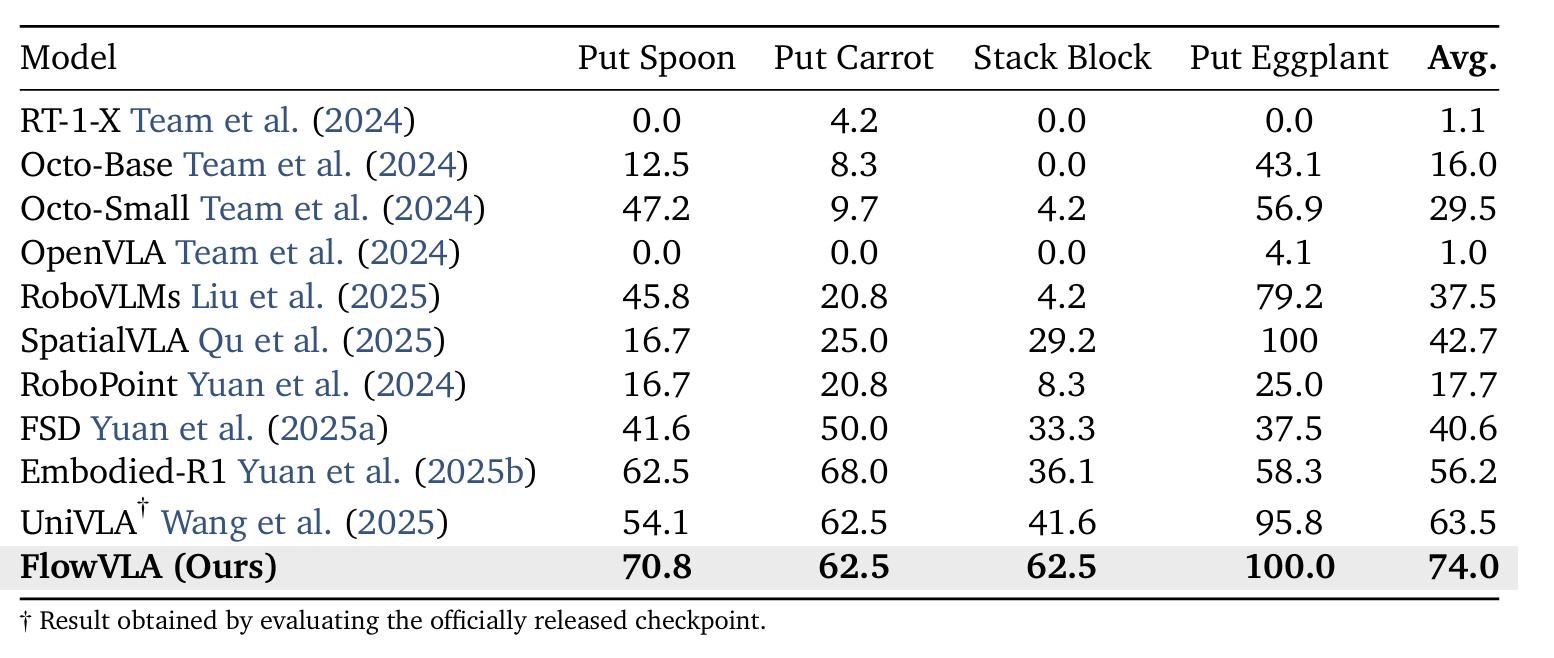 Model Put Spoon Put Carrot Stack Block Put Eggplant Avg.
RT-1-X Team et al. (2024) 0.0 4.2 0.0 0.0 1.1
Octo-Base Team et al. (2024) 12.5 8.3 0.0 43.1 16.0
Octo-Small Team et al. (2024) 47.2 9.7 4.2 56.9 29.5
OpenVLA Team et al. (2024) 0.0 0.0 0.0 4.1 1.0
RoboVLMs Liu et al. (2025) 45.8 20.8 4.2 79.2 37.5
SpatialVLA Qu et al. (2025) 16.7 25.0 29.2 100 42.7
RoboPoint Yuan et al. (2024) 16.7 20.8 8.3 25.0 17.7
FSD Yuan et al. (2025a) 41.6 50.0 33.3 37.5 40.6
Embodied-R1 Yuan et al. (2025b) 62.5 68.0 36.1 58.3 56.2
UniVLA† Wang et al. (2025) 54.1 62.5 41.6 95.8 63.5
FlowVLA (Ours) 70.8 62.5 62.5 100.0 74.0
† Result obtained by evaluating the officially released checkpoint.